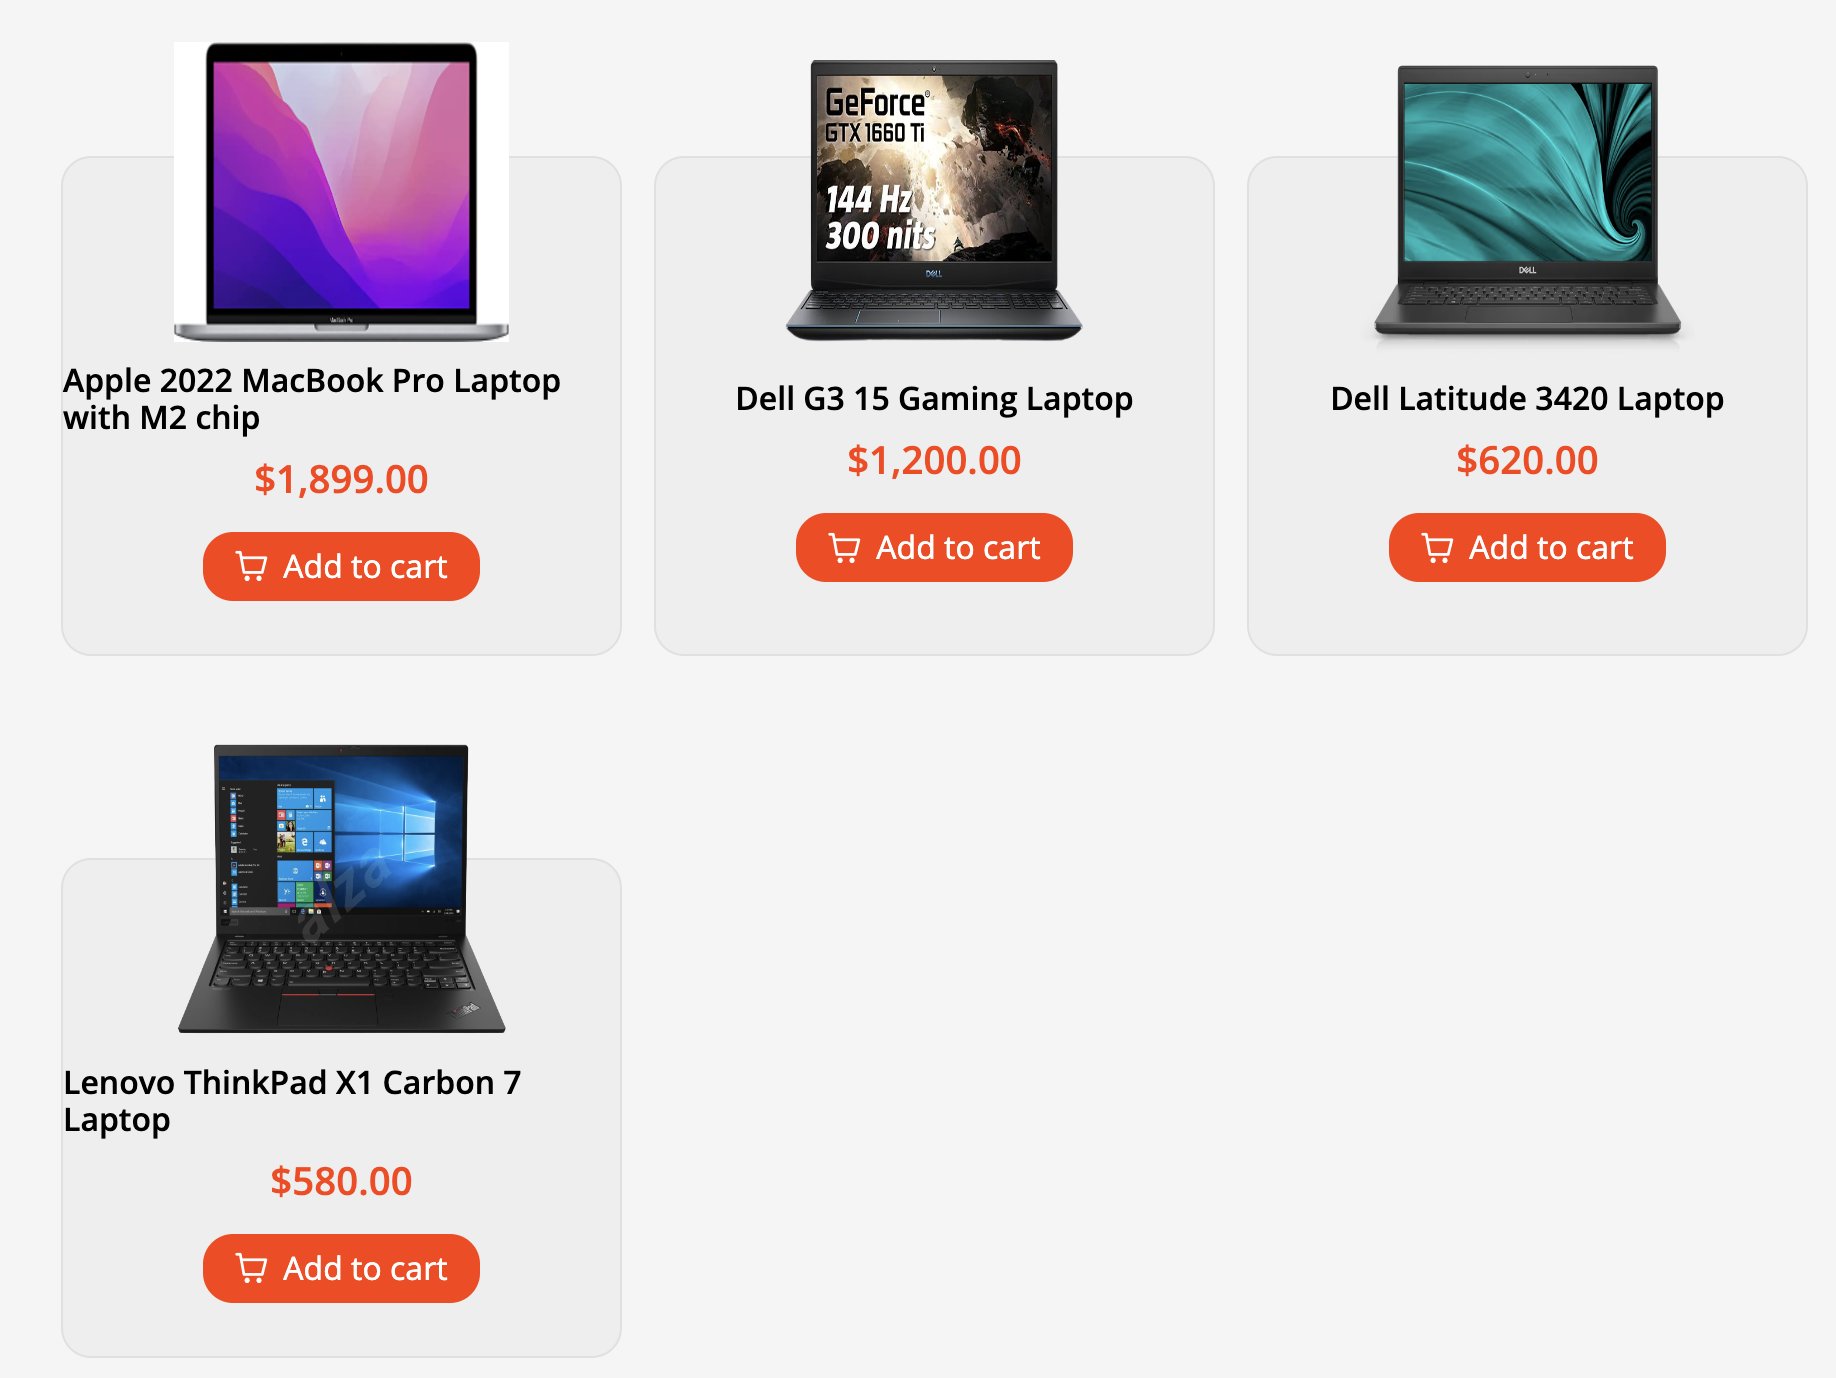 GeForce®
GTX 1660 Ti
144 Hz
300 nits
DELL
DELL
MacBook Pro
Apple 2022 MacBook Pro Laptop
with M2 chip
Dell G3 15 Gaming Laptop
Dell Latitude 3420 Laptop
$1,899.00
$1,200.00
$620.00
Add to cart
Add to cart
Add to cart
alza
Lenovo ThinkPad X1 Carbon 7
Laptop
$580.00
Add to cart